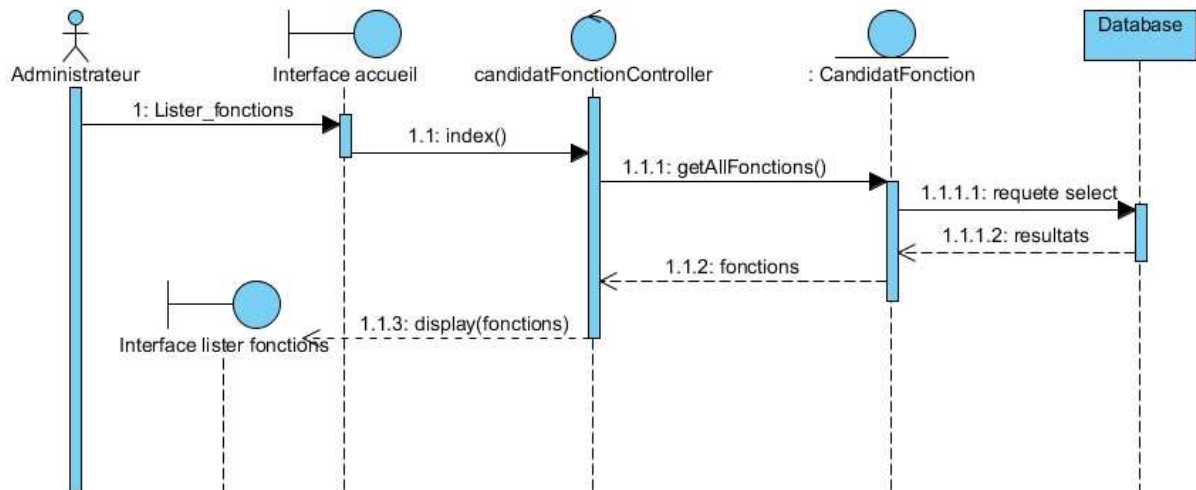 Database
Administrateur
Interface accueil
candidatFonctionController
: CandidatFonction
1: Lister_fonctions
1.1: index()
1.1.1: getAllFonctions()
1.1.1.1: requete select
1.1.1.2: resultats
1.1.2: fonctions
1.1.3: display(fonctions)
Interface lister fonctions